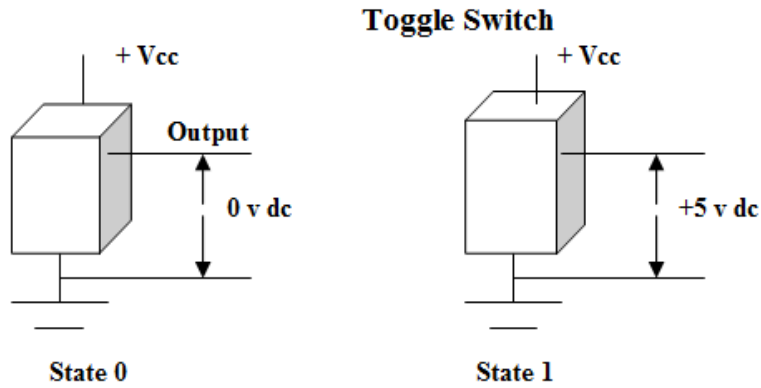 Toggle Switch
+ Vcc
+ Vcc
Output
0 v dc
+5 v dc
State 0
State 1